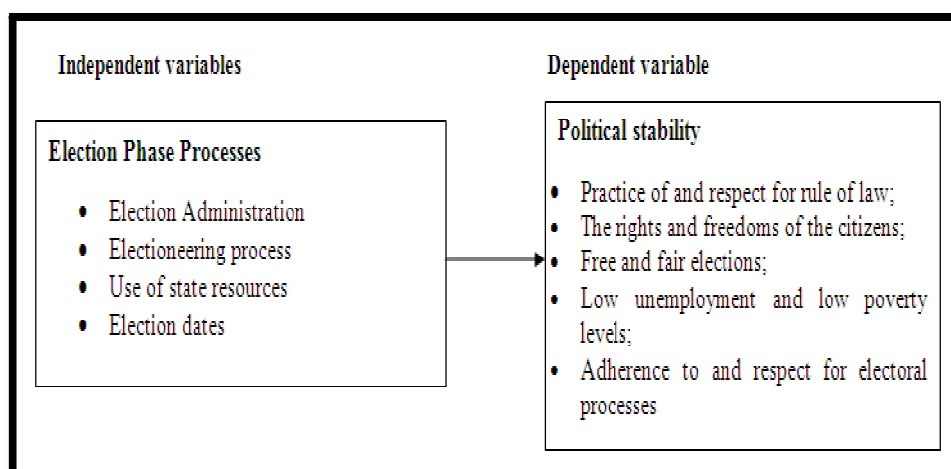 Independent variables
Election Phase Processes
• Election Administration
• Electioneering process
• Use of state resources
• Election dates
Dependent variable
Political stability
• Practice of and respect for rule of law;
• The rights and freedoms of the citizens;
• Free and fair elections;
• Low unemployment and low poverty
levels;
• Adherence to and respect for electoral
processes